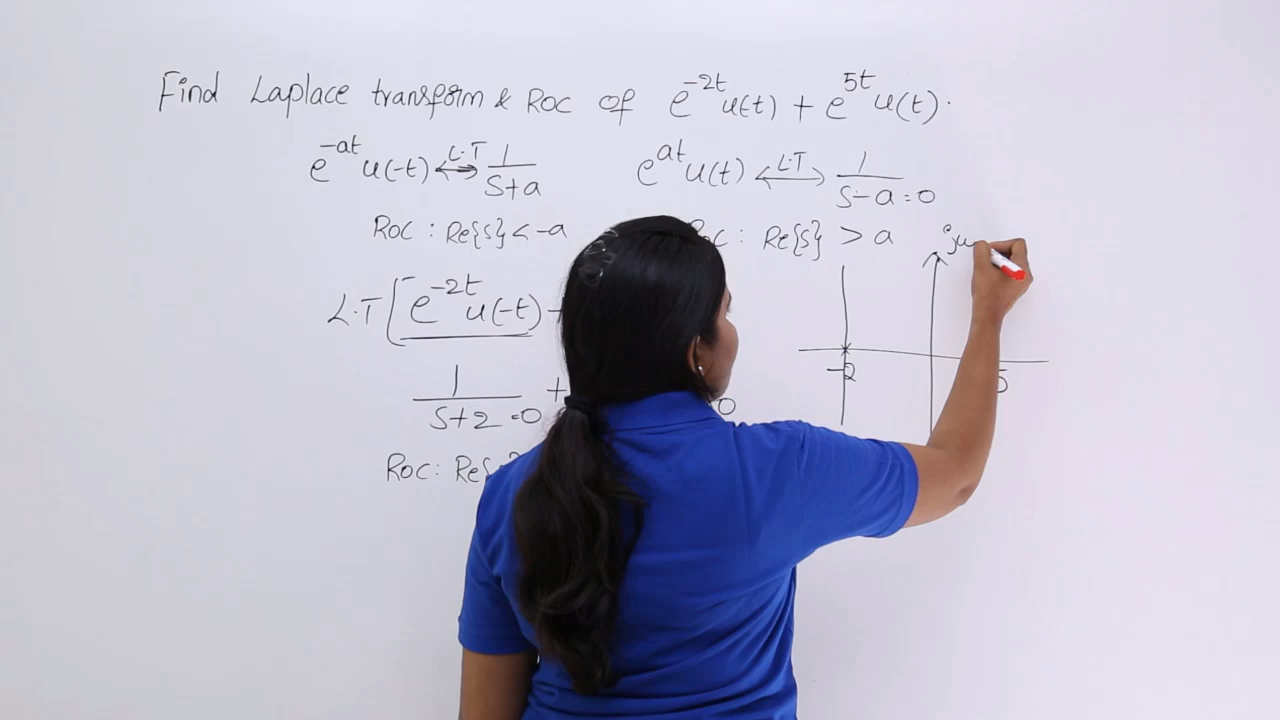 Find Laplace transform & Roc of e^{-2t} u(t) + e^{5t} u(t).
e^{-at} u(-t) ⟷ L.T 1/(S+a)
e^{at} u(t) ⟷ L.T 1/(S-a) =0
Roc : Re{s} < -a
Re{s} > a
jω
L.T [e^{-2t} u(-t)
-2
5
1/(S+2) =0 +
0
Roc : Re{s